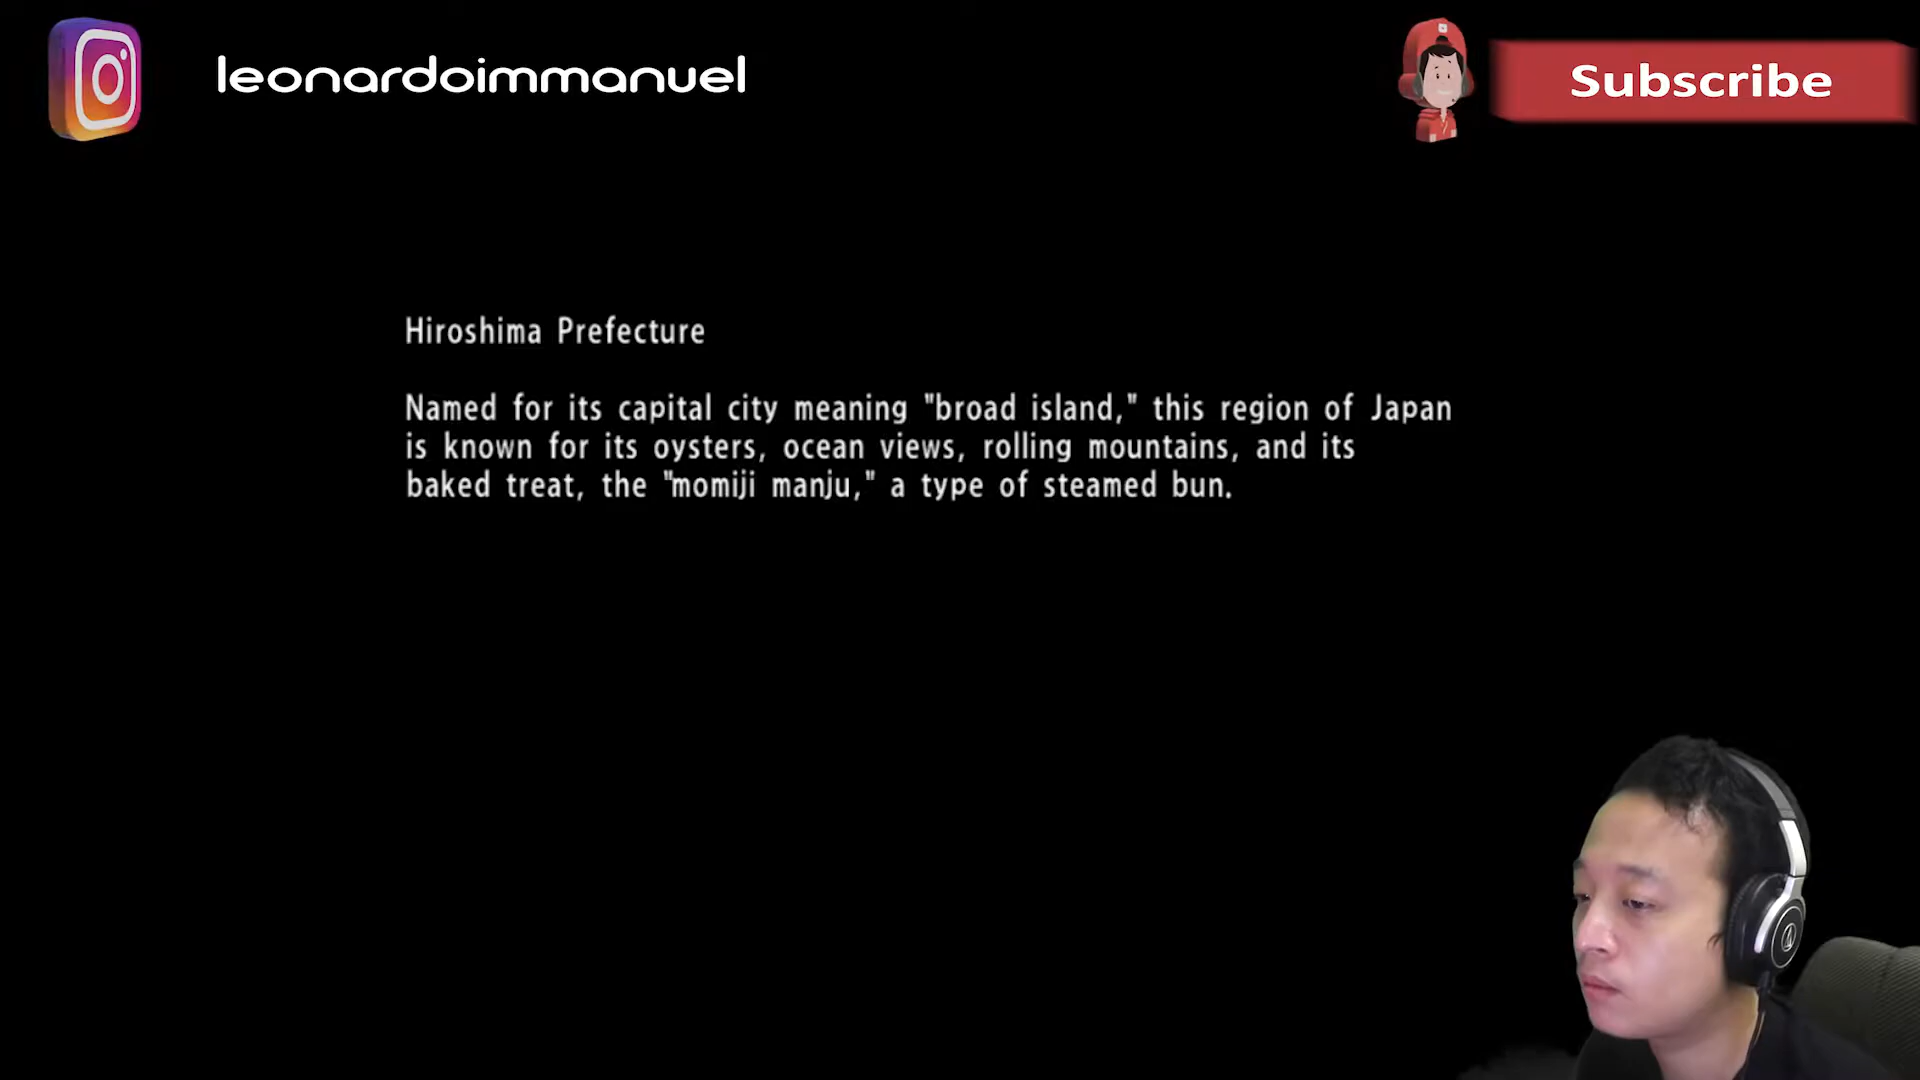 leonardoimmanuel
Subscribe
Hiroshima Prefecture
Named for its capital city meaning "broad island," this region of Japan
is known for its oysters, ocean views, rolling mountains, and its
baked treat, the "momiji manju," a type of steamed bun.